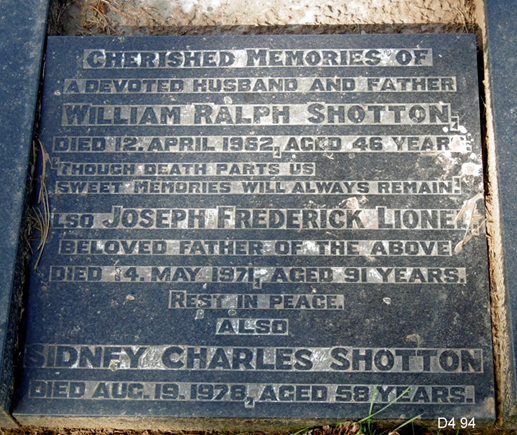 CHERISHED MEMORIES OF
A DEVOTED HUSBAND AND FATHER
WILLIAM RALPH SHOTTON,
DIED 12. APRIL 1962, AGED 46 YEAR
"THOUGH DEATH PARTS US
SWEET MEMORIES WILL ALWAYS REMAIN."
ALSO JOSEPH FREDERICK LIONEL
BELOVED FATHER OF THE ABOVE
DIED 14. MAY 1971, AGED 91 YEARS.
REST IN PEACE.
ALSO
SIDNEY CHARLES SHOTTON
DIED AUG. 19. 1978, AGED 58 YEARS.
D4 94